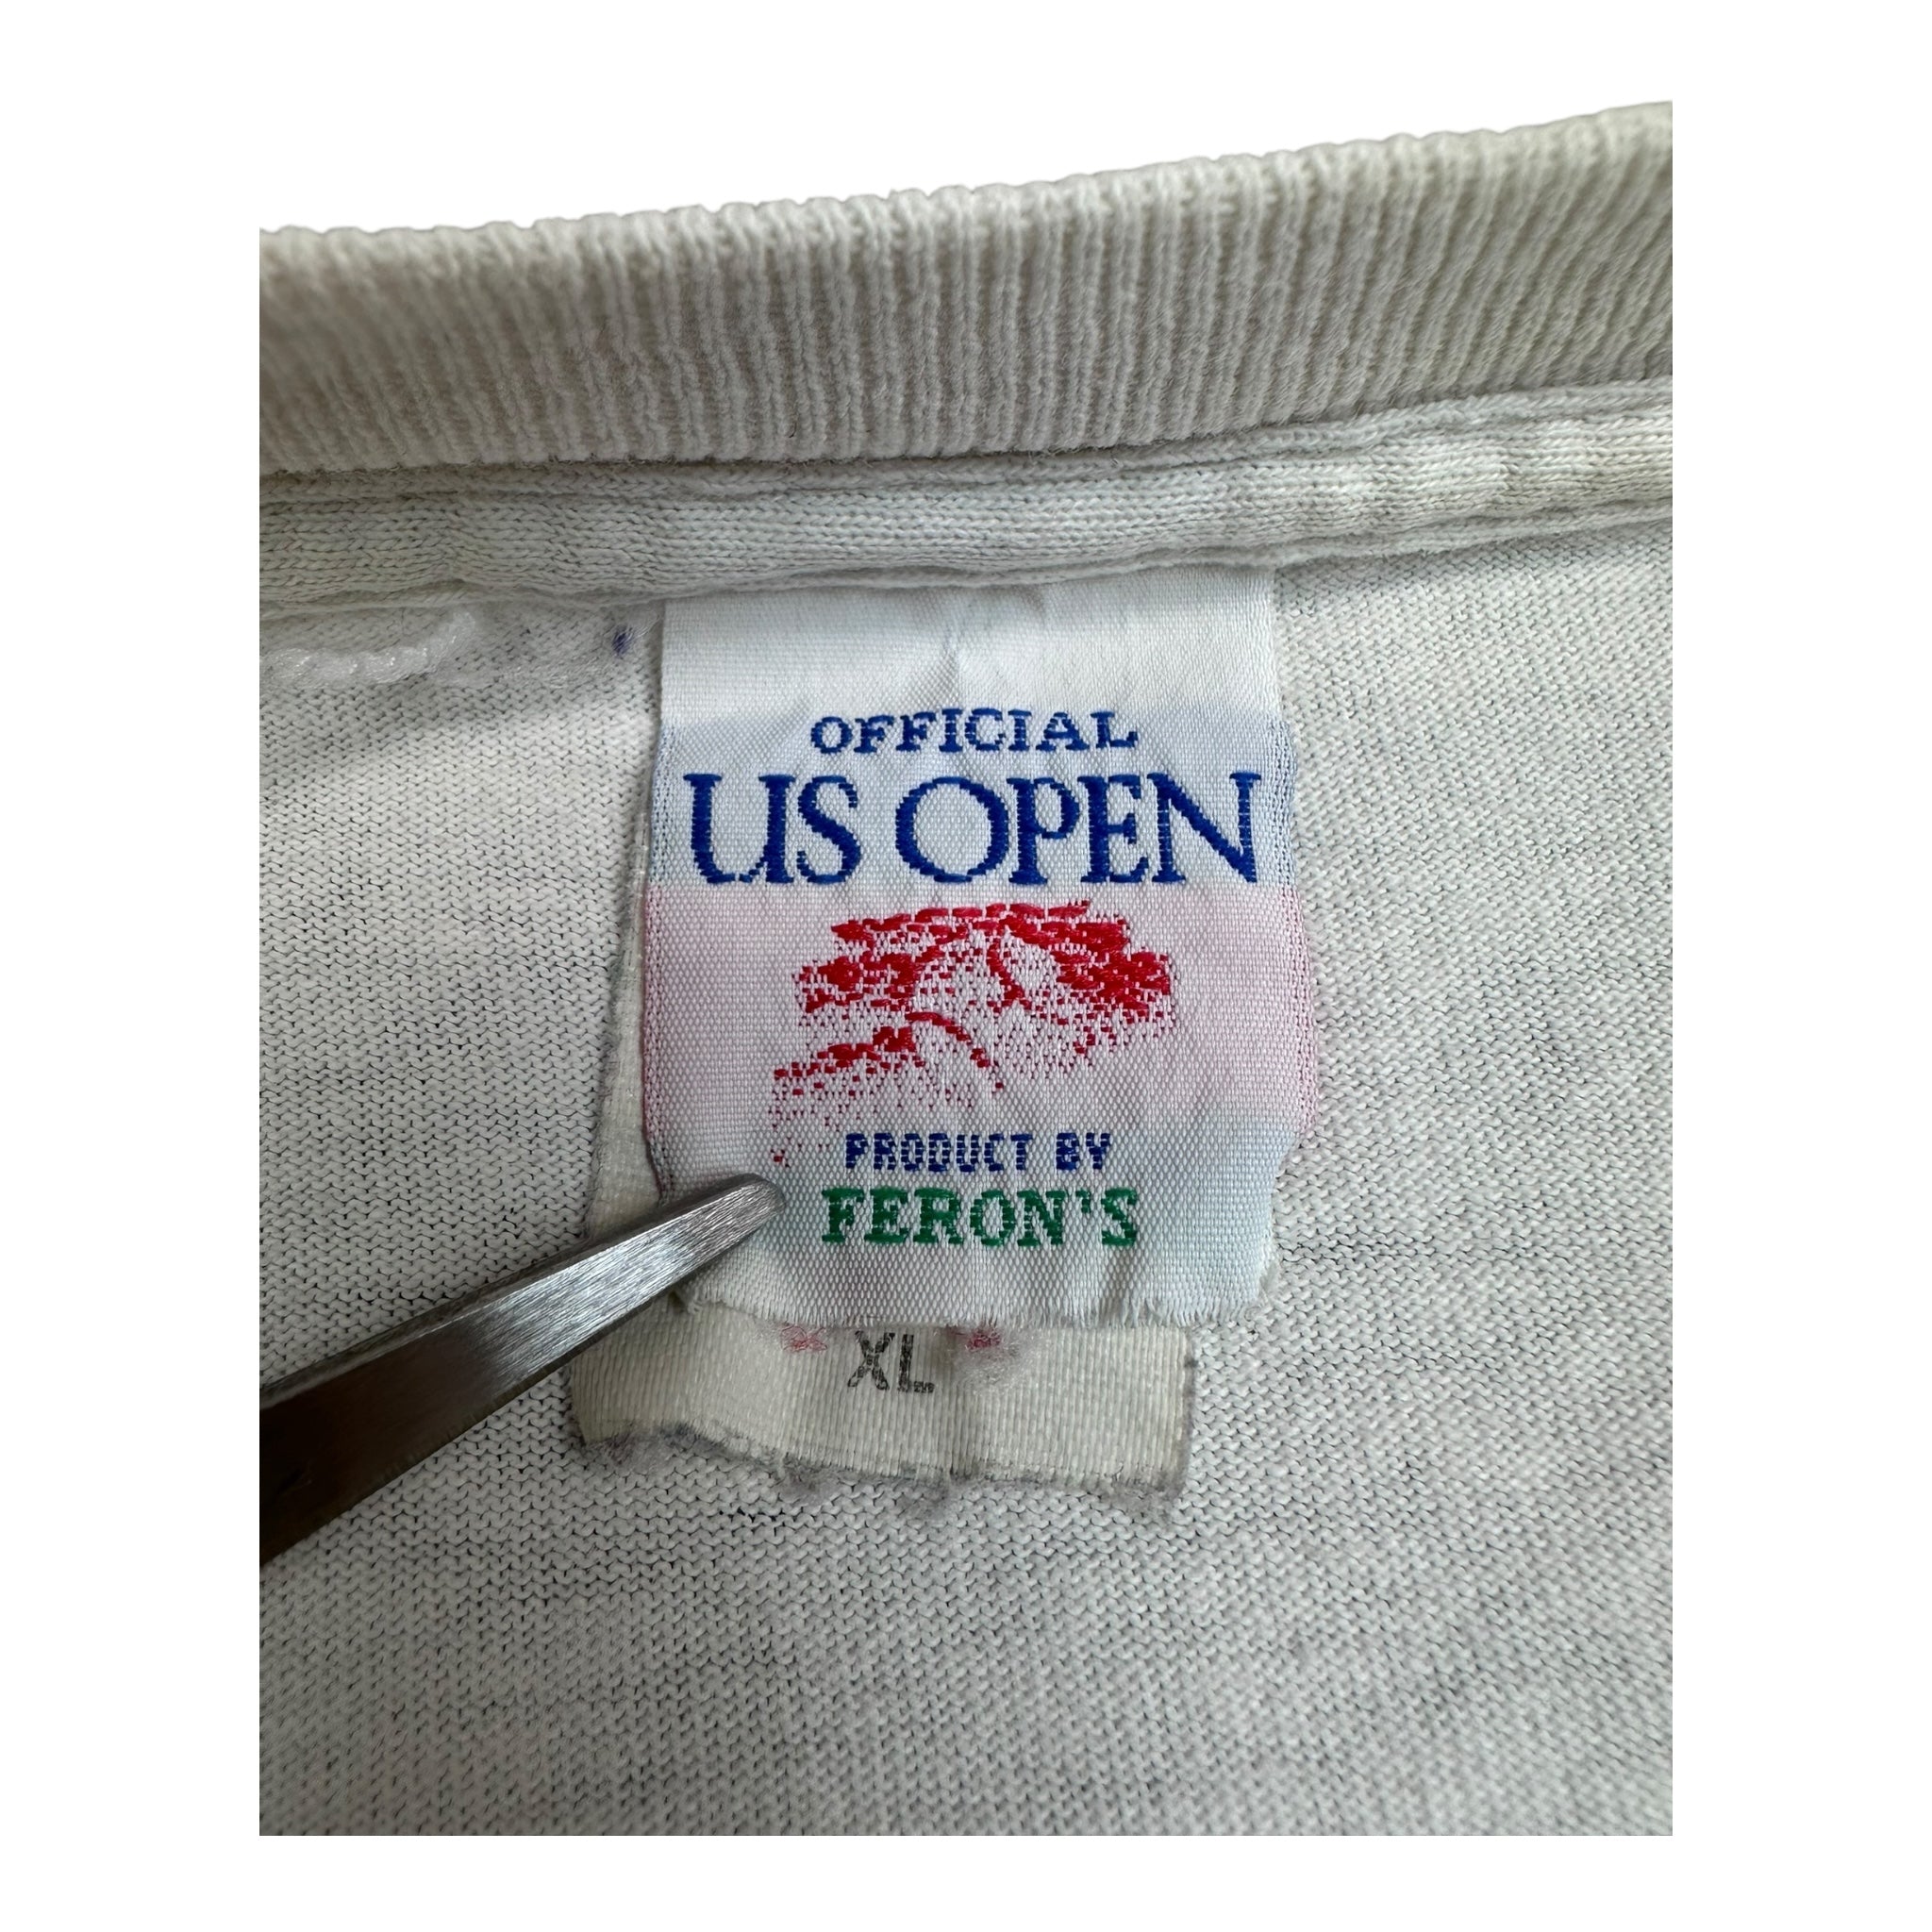 OFFICIAL
US OPEN
PRODUCT BY
FERON'S
XL